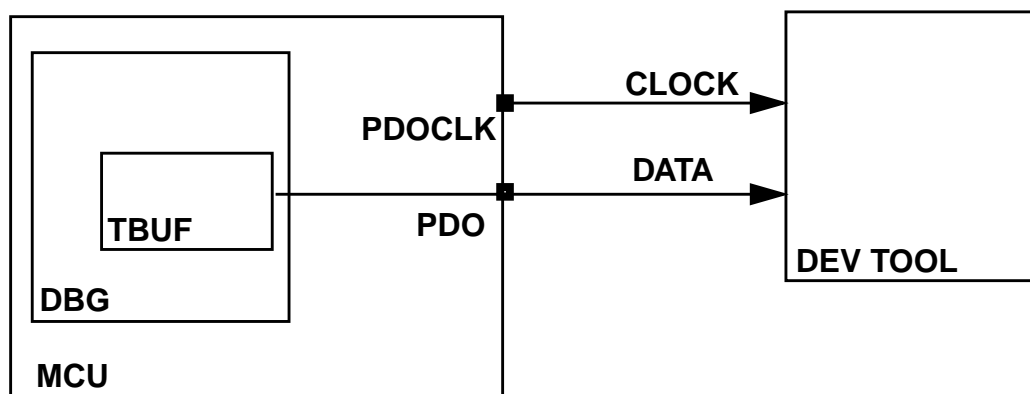 CLOCK
PDOCLK
DATA
TBUF
PDO
DEV TOOL
DBG
MCU